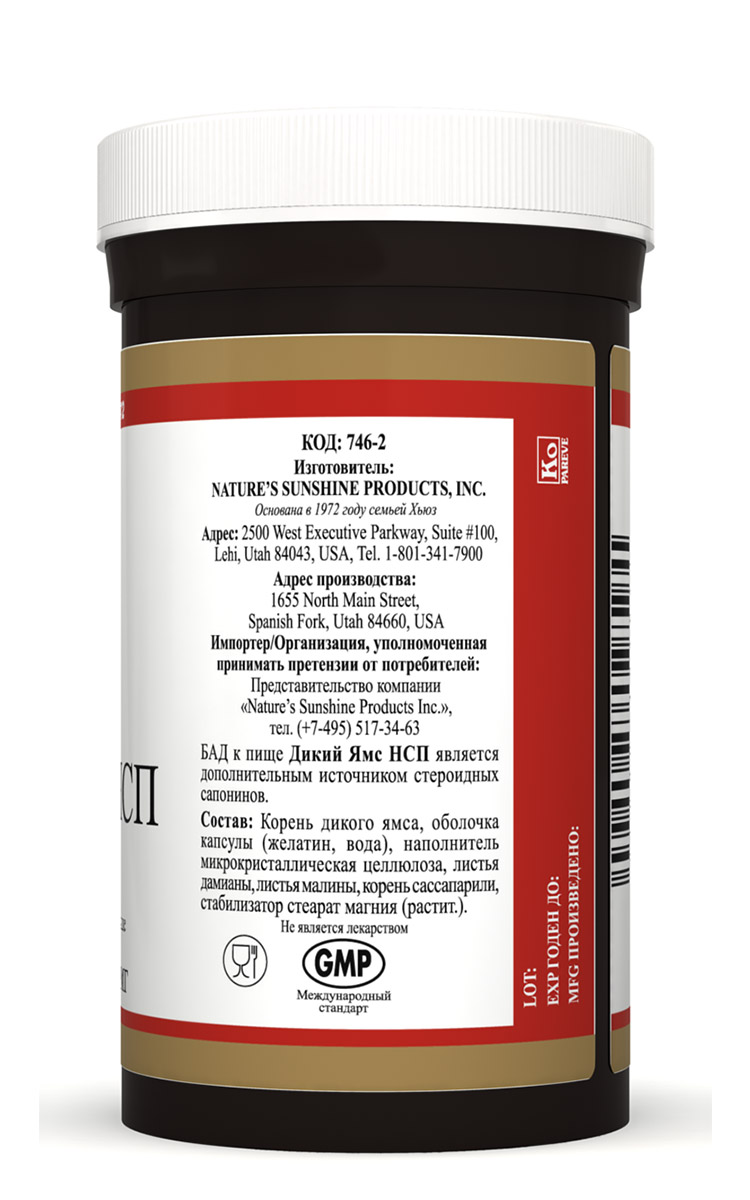 КОД: 746-2
Изготовитель:
NATURE'S SUNSHINE PRODUCTS, INC.
Основана в 1972 году семьей Хьюз
Адрес: 2500 West Executive Parkway, Suite #100,
Lehi, Utah 84043, USA, Tel. 1-801-341-7900
Адрес производства:
1655 North Main Street,
Spanish Fork, Utah 84660, USA
Импортер/Организация, уполномоченная
принимать претензии от потребителей:
Представительство компании
«Nature's Sunshine Products Inc.»,
тел. (+7-495) 517-34-63
БАД к пище Дикий Ямс НСП является
дополнительным источником стероидных
сапонинов.
Состав: Корень дикого ямса, оболочка
капсулы (желатин, вода), наполнитель
микрокристаллическая целлюлоза, листья
дамианы, листья малины, корень сассапарили,
стабилизатор стеарат магния (растит.).
Не является лекарством
GMP
Международный
стандарт
Ko
PAREVE
LOT:
EXP ГОДЕН ДО:
MFG ПРОИЗВЕДЕНО: